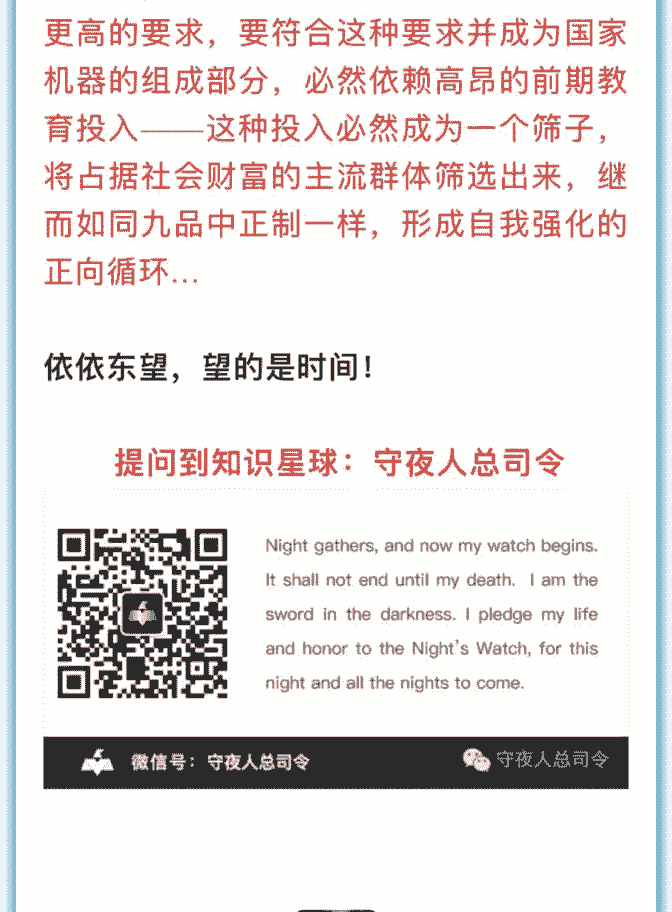 更高的要求，要符合这种要求并成为国家
机器的组成部分，必然依赖高昂的前期教
育投入——这种投入必然成为一个筛子，
将占据社会财富的主流群体筛选出来，继
而如同九品中正制一样，形成自我强化的
正向循环...
依依东望，望的是时间！
提问到知识星球：守夜人总司令
Night gathers, and now my watch begins.
It shall not end until my death. I am the
sword in the darkness. I pledge my life
and honor to the Night's Watch, for this
night and all the nights to come.
微信号：守夜人总司令
守夜人总司令